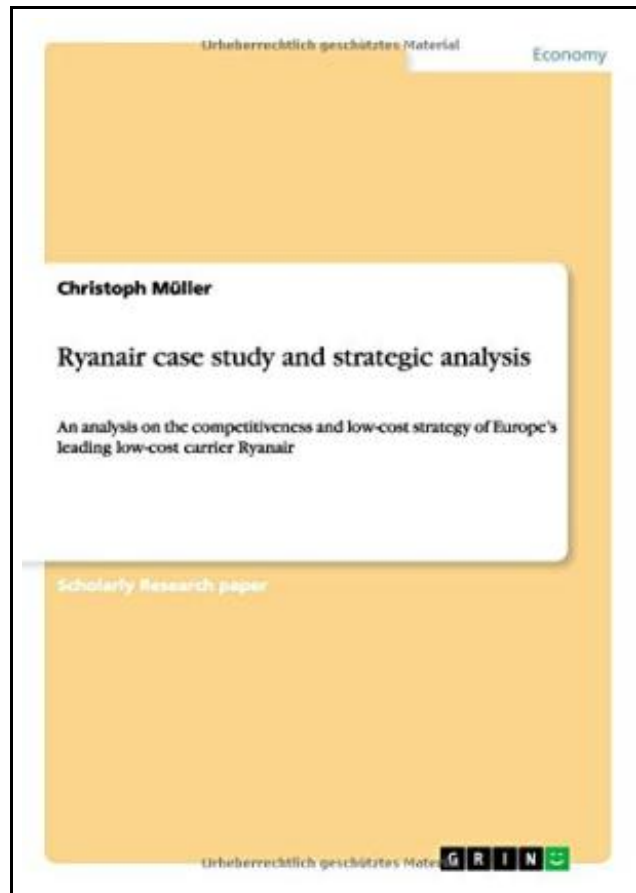 Urheberrechtlich geschütztes Material
Economy
Christoph Müller
Ryanair case study and strategic analysis
An analysis on the competitiveness and low-cost strategy of Europe's
leading low-cost carrier Ryanair
Scholarly Research paper
Urheberrechtlich geschütztes Mate
GRIN